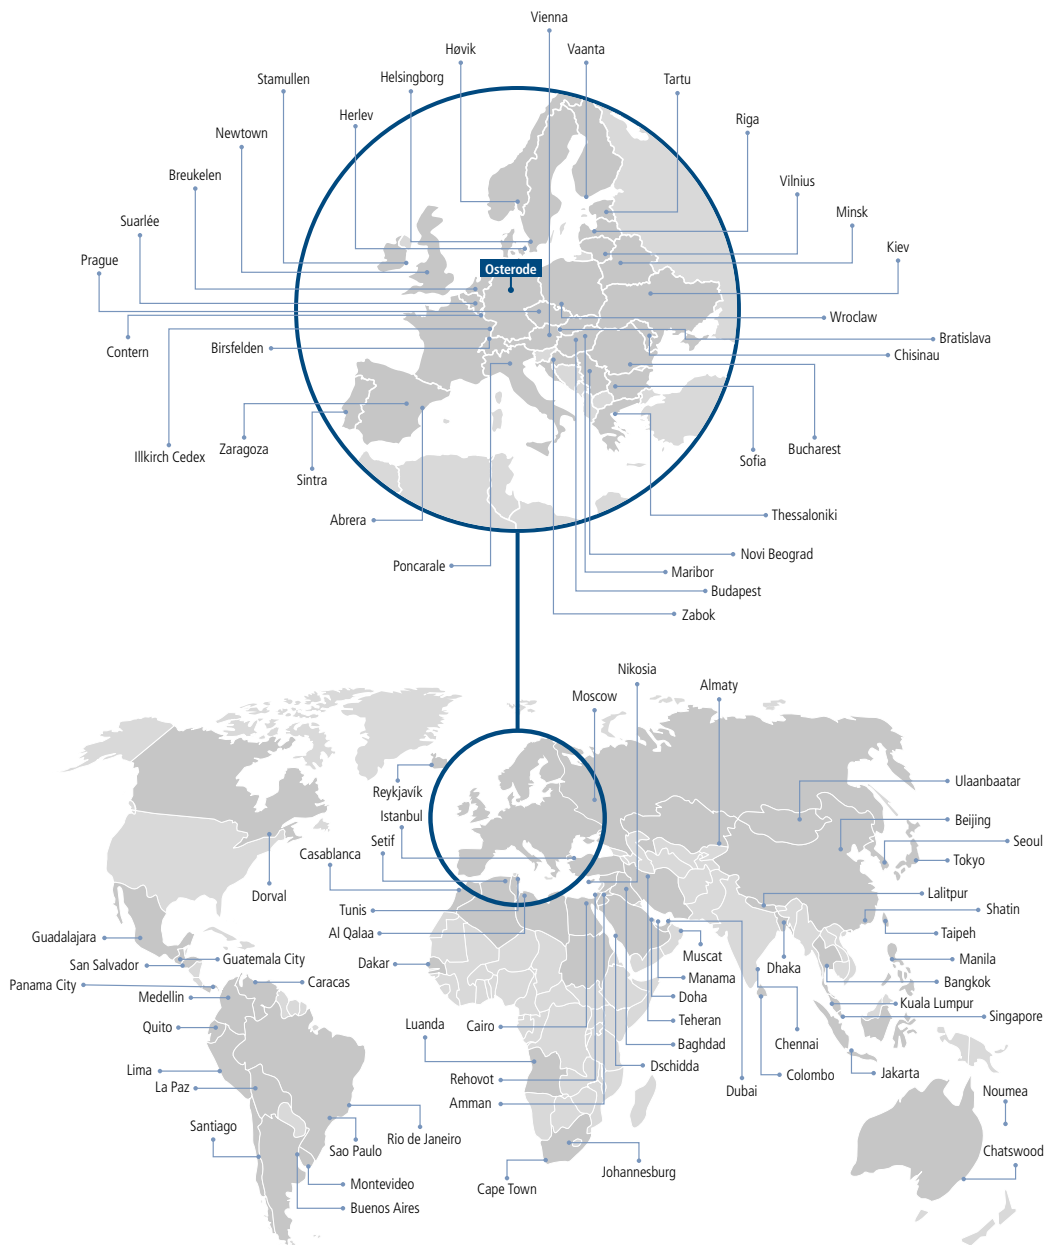 Vienna
Høvik
Vaanta
Stamullen
Helsingborg
Tartu
Herlev
Riga
Newtown
Breukelen
Vilnius
Suarlée
Minsk
Kiev
Prague
Osterode
Wroclaw
Bratislava
Contern
Birsfelden
Chisinau
Illkirch Cedex
Zaragoza
Bucharest
Sofia
Sintra
Abrera
Thessaloniki
Novi Beograd
Poncarale
Maribor
Budapest
Zabok
Nikosia
Almaty
Moscow
Ulaanbaatar
Reykjavík
Istanbul
Beijing
Setif
Seoul
Casablanca
Tokyo
Dorval
Lalitpur
Tunis
Shatin
Al Qalaa
Taipeh
Guadalajara
Guatemala City
Muscat
Manila
San Salvador
Dakar
Dhaka
Panama City
Caracas
Manama
Bangkok
Medellin
Doha
Kuala Lumpur
Quito
Luanda
Cairo
Teheran
Singapore
Baghdad
Chennai
Lima
Dschidda
La Paz
Rehovot
Colombo
Jakarta
Dubai
Amman
Noumea
Santiago
Rio de Janeiro
Sao Paulo
Chatswood
Johannesburg
Montevideo
Cape Town
Buenos Aires